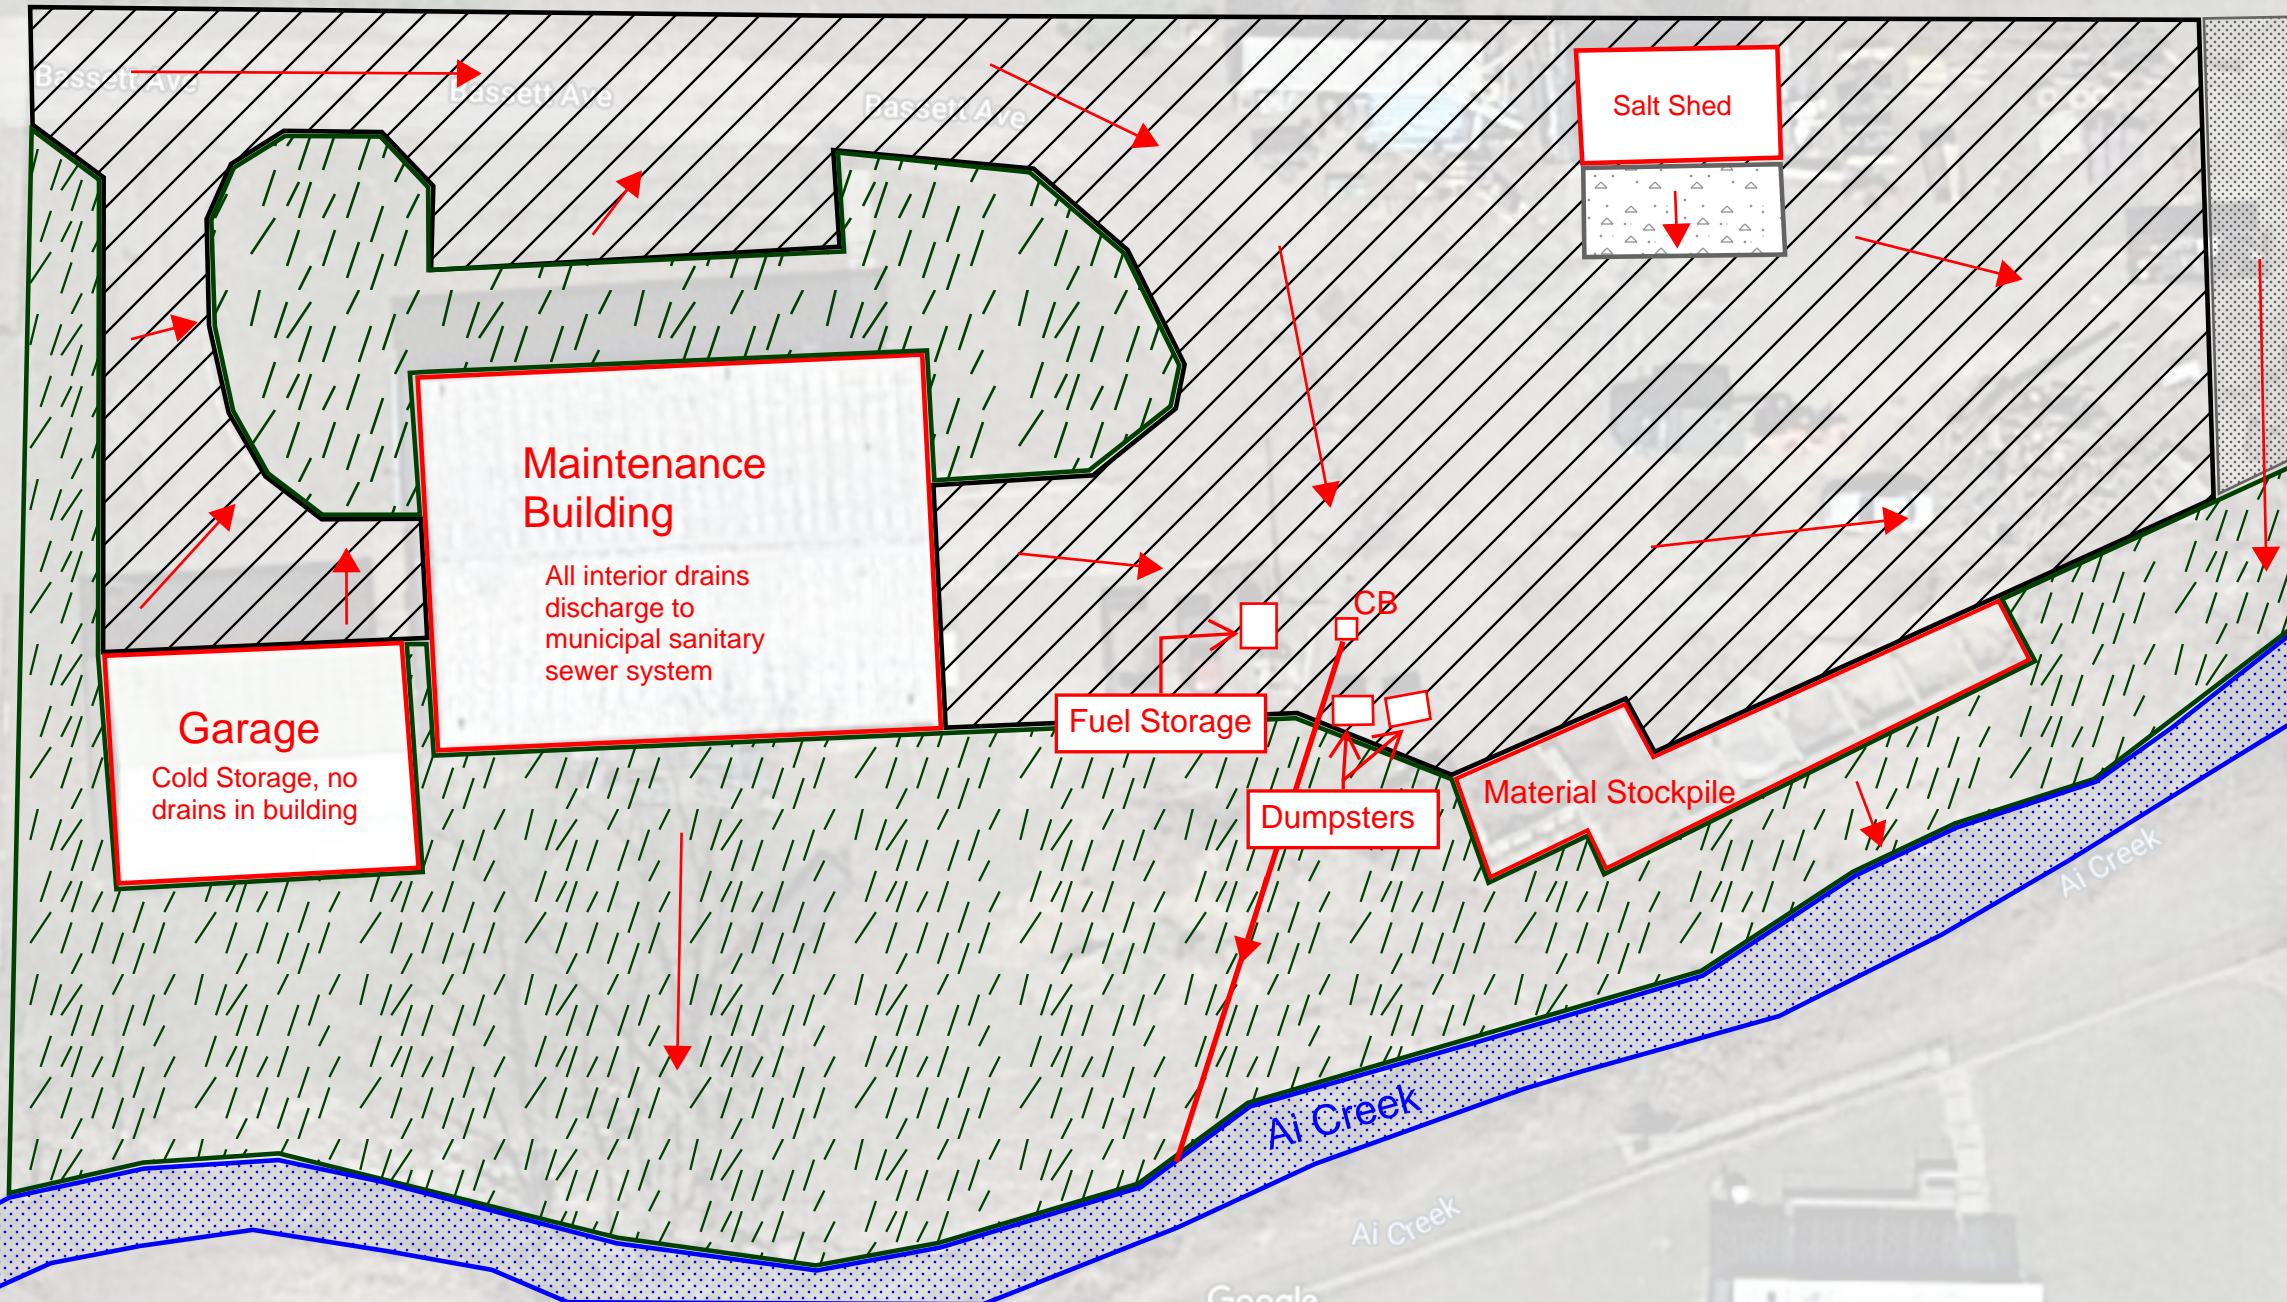 Bassett Ave
Bassett Ave
Bassett Ave
Salt Shed
Maintenance
Building
All interior drains
discharge to
municipal sanitary
sewer system
CB
Fuel Storage
Garage
Cold Storage, no
drains in building
Material Stockpile
Dumpsters
Ai Creek
Ai Creek
Ai Creek
Google